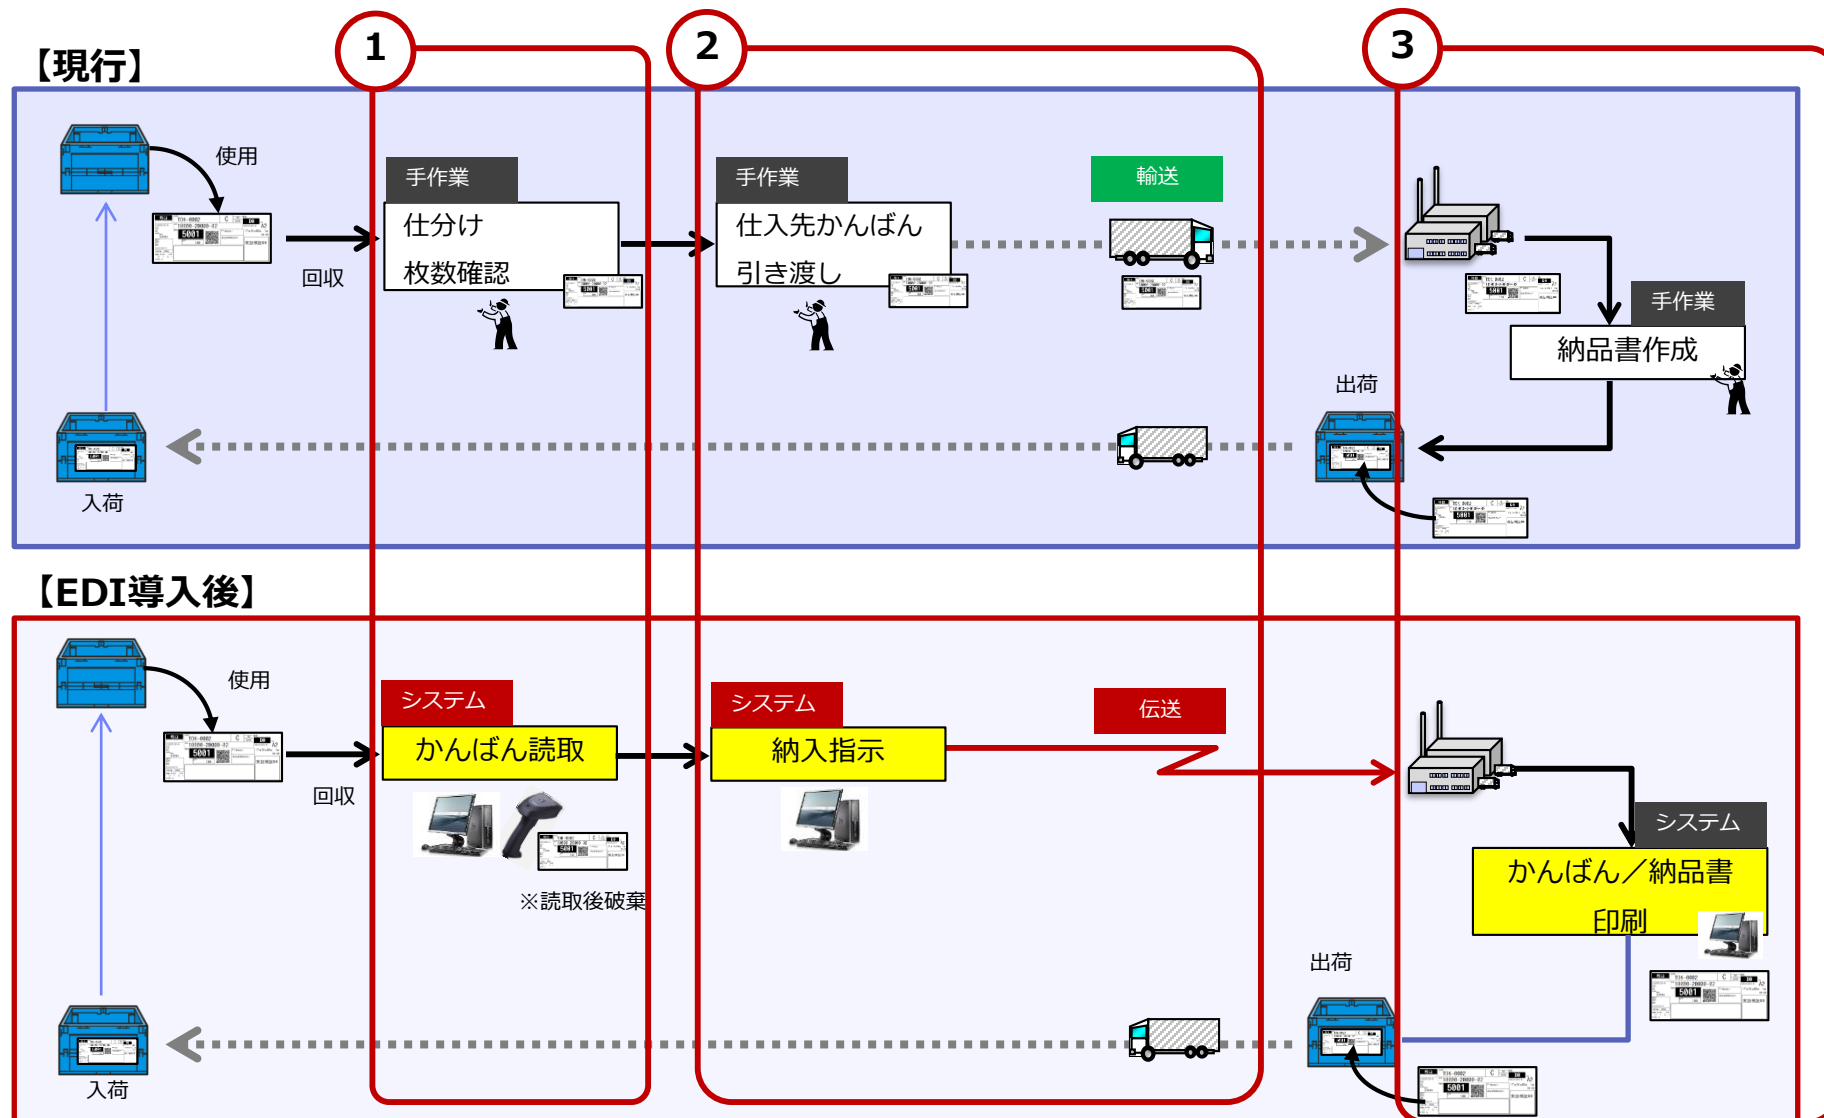 1
2
3
【現行】
使用
回収
手作業
仕分け
枚数確認
手作業
仕入先かんばん
引き渡し
輸送
手作業
納品書作成
出荷
入荷
5001
【EDI導入後】
使用
回収
システム
かんばん読取
※読取後破棄
システム
納入指示
伝送
システム
かんばん／納品書
印刷
出荷
入荷
5001
5001
5001